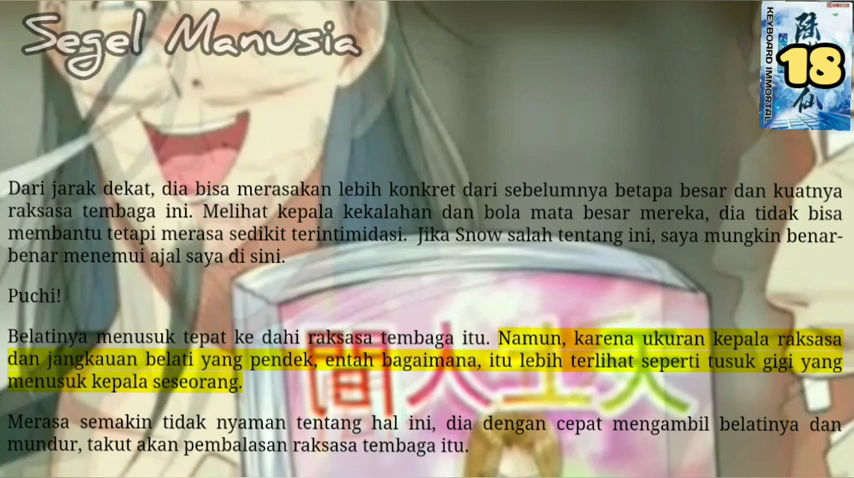 Segel Manusia
KEYBOARD IMMORTAL
18
Dari jarak dekat, dia bisa merasakan lebih konkret dari sebelumnya betapa besar dan kuatnya
raksasa tembaga ini. Melihat kepala kekalahan dan bola mata besar mereka, dia tidak bisa
membantu tetapi merasa sedikit terintimidasi. Jika Snow salah tentang ini, saya mungkin benar-
benar menemui ajal saya di sini.
Puchi!
Belatinya menusuk tepat ke dahi raksasa tembaga itu. Namun, karena ukuran kepala raksasa
dan jangkauan belati yang pendek, entah bagaimana, itu lebih terlihat seperti tusuk gigi yang
menusuk kepala seseorang.
Merasa semakin tidak nyaman tentang hal ini, dia dengan cepat mengambil belatinya dan
mundur, takut akan pembalasan raksasa tembaga itu.
天上人間